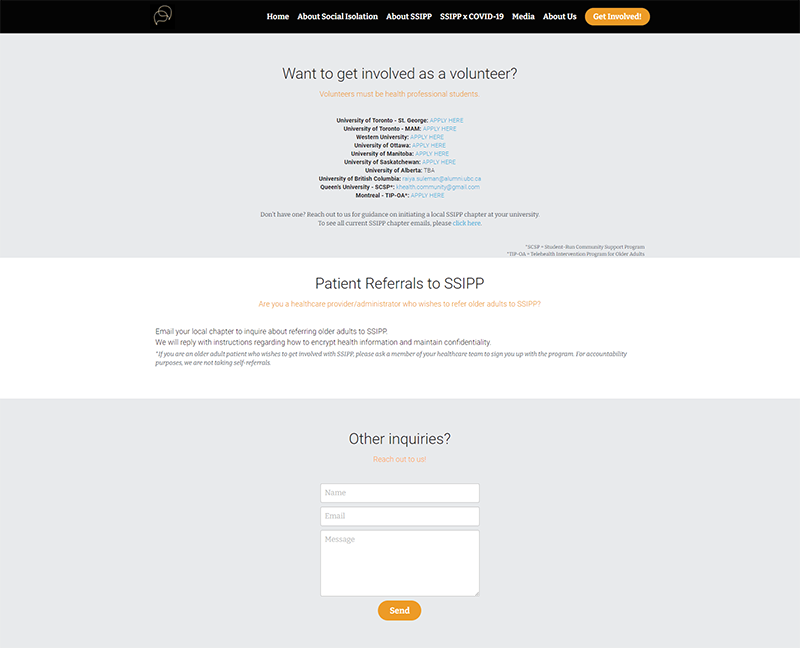 Home About Social Isolation About SSIPP SSIPP x COVID-19 Media About Us Get Involved!
Want to get involved as a volunteer?
Volunteers must be health professional students.
University of Toronto - St. George: APPLY HERE
University of Toronto - MAM: APPLY HERE
Western University: APPLY HERE
University of Ottawa: APPLY HERE
University of Manitoba: APPLY HERE
University of Saskatchewan: APPLY HERE
University of Alberta: TBA
University of British Columbia: raiya.suleman@alumni.ubc.ca
Queen's University - SCSP*: khealth.community@gmail.com
Montreal - TIP-OA*: APPLY HERE
Don't have one? Reach out to us for guidance on initiating a local SSIPP chapter at your university.
To see all current SSIPP chapter emails, please click here.
*SCSP = Student-Run Community Support Program
*TIP-OA = Telehealth Intervention Program for Older Adults
Patient Referrals to SSIPP
Are you a healthcare provider/administrator who wishes to refer older adults to SSIPP?
Email your local chapter to inquire about referring older adults to SSIPP.
We will reply with instructions regarding how to encrypt health information and maintain confidentiality.
*If you are an older adult patient who wishes to get involved with SSIPP, please ask a member of your healthcare team to sign you up with the program. For accountability
purposes, we are not taking self-referrals.
Other inquiries?
Reach out to us!
Name
Email
Message
Send